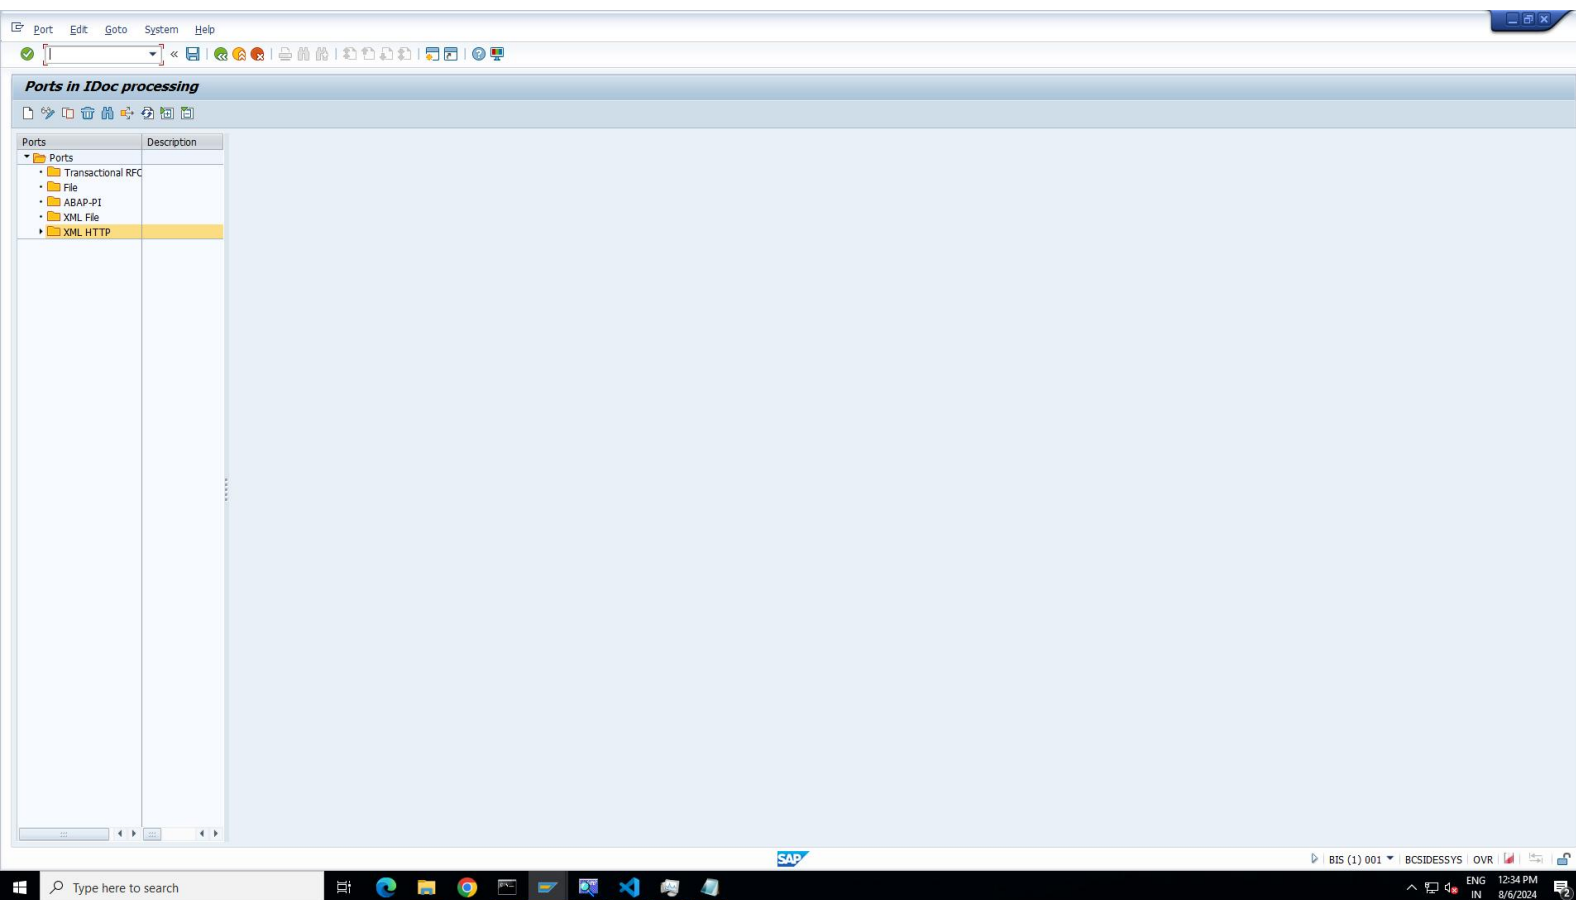 Port Edit Goto System Help
Ports in IDoc processing
Ports Description
Ports
Transactional RFC
File
ABAP-PI
XML File
XML HTTP
SAP
BIS (1) 001 BCSIDESSYS OVR
Type here to search
ENG 12:34 PM
IN 8/6/2024
2